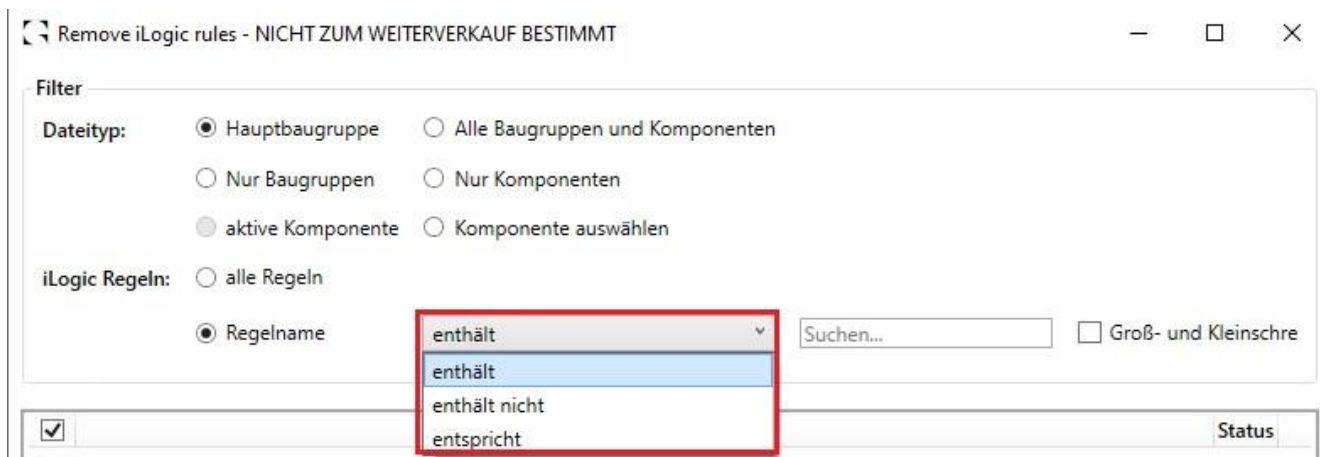 Remove iLogic rules - NICHT ZUM WEITERVERKAUF BESTIMMT
Filter
Dateityp: Hauptbaugruppe Alle Baugruppen und Komponenten
Nur Baugruppen Nur Komponenten
aktive Komponente Komponente auswählen
iLogic Regeln: alle Regeln
Regelname enthält Suchen... Groß- und Kleinschre
enthält
enthält nicht
entspricht
Status